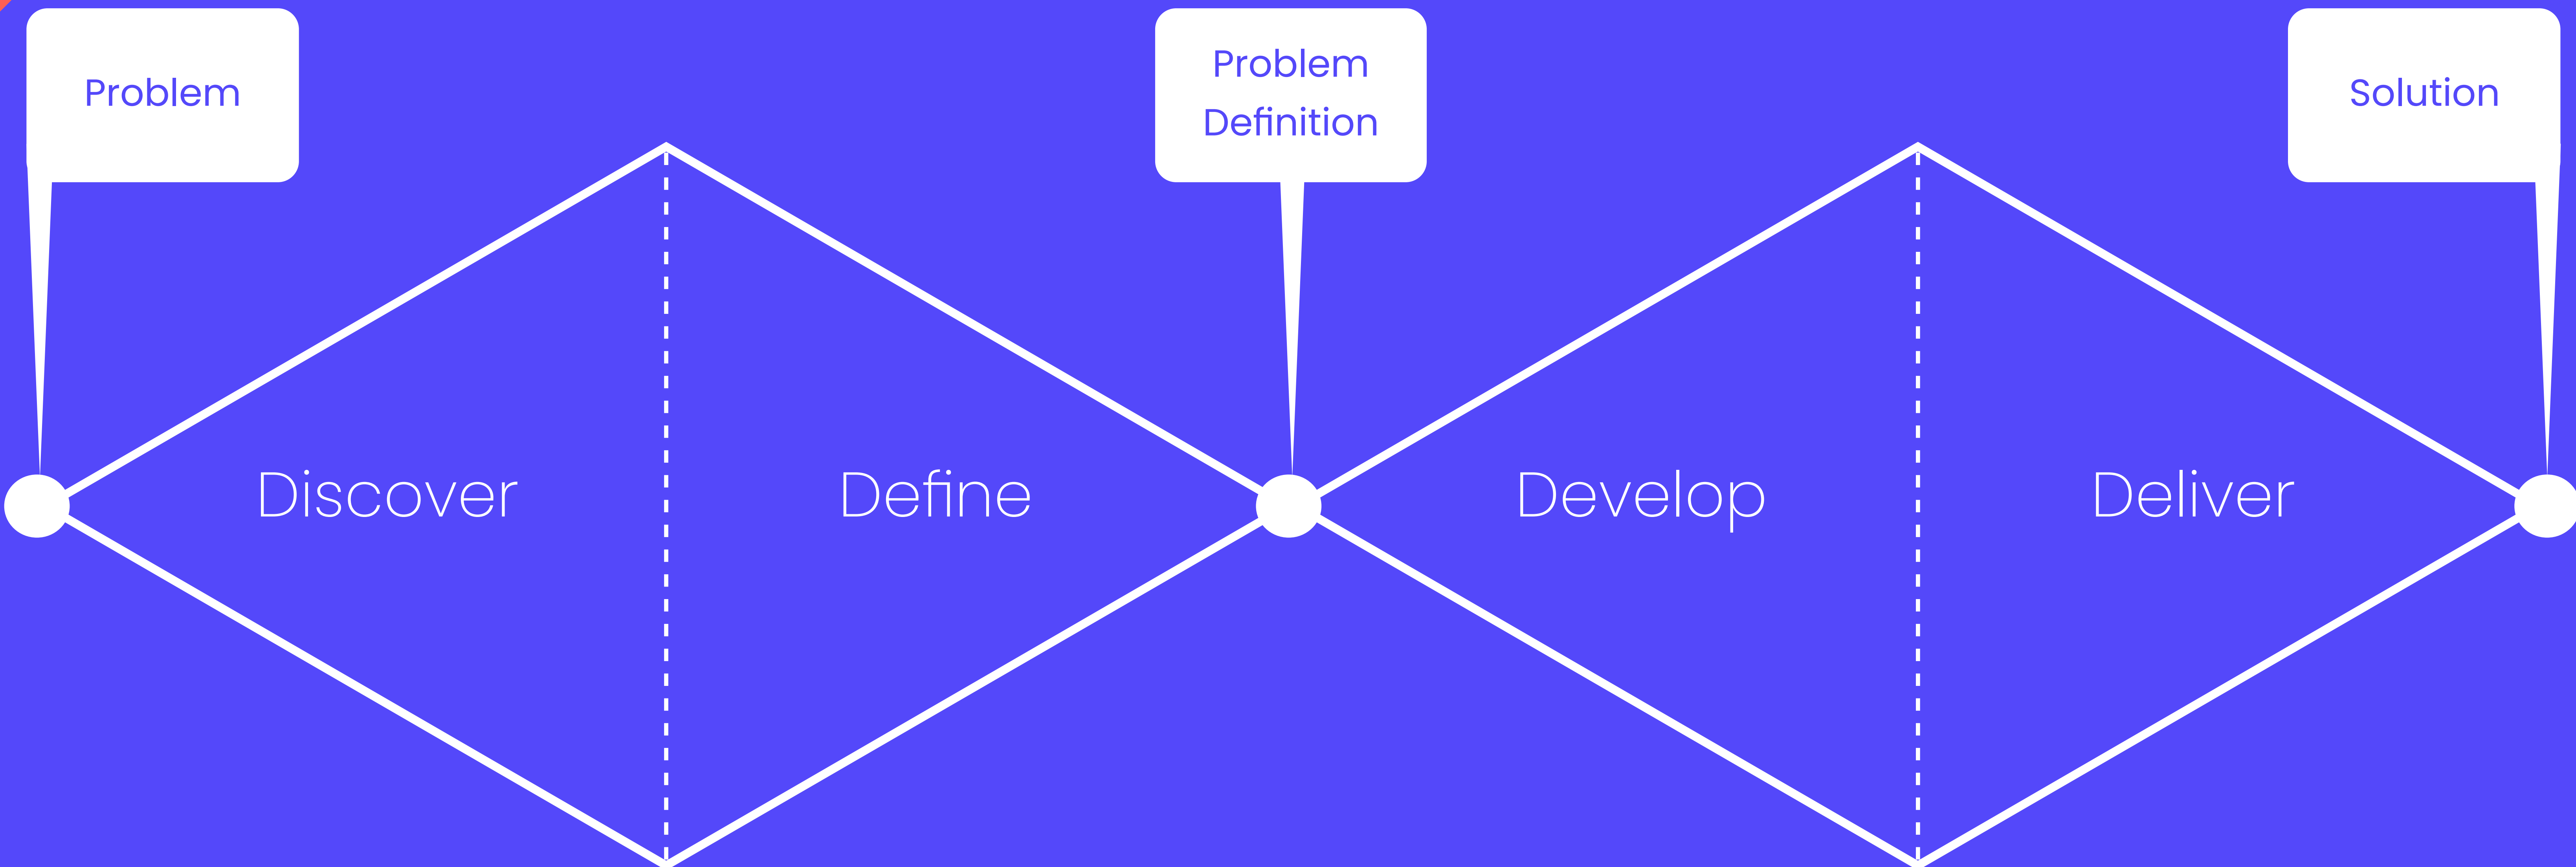 Problem
Problem
Definition
Solution
Discover
Define
Develop
Deliver